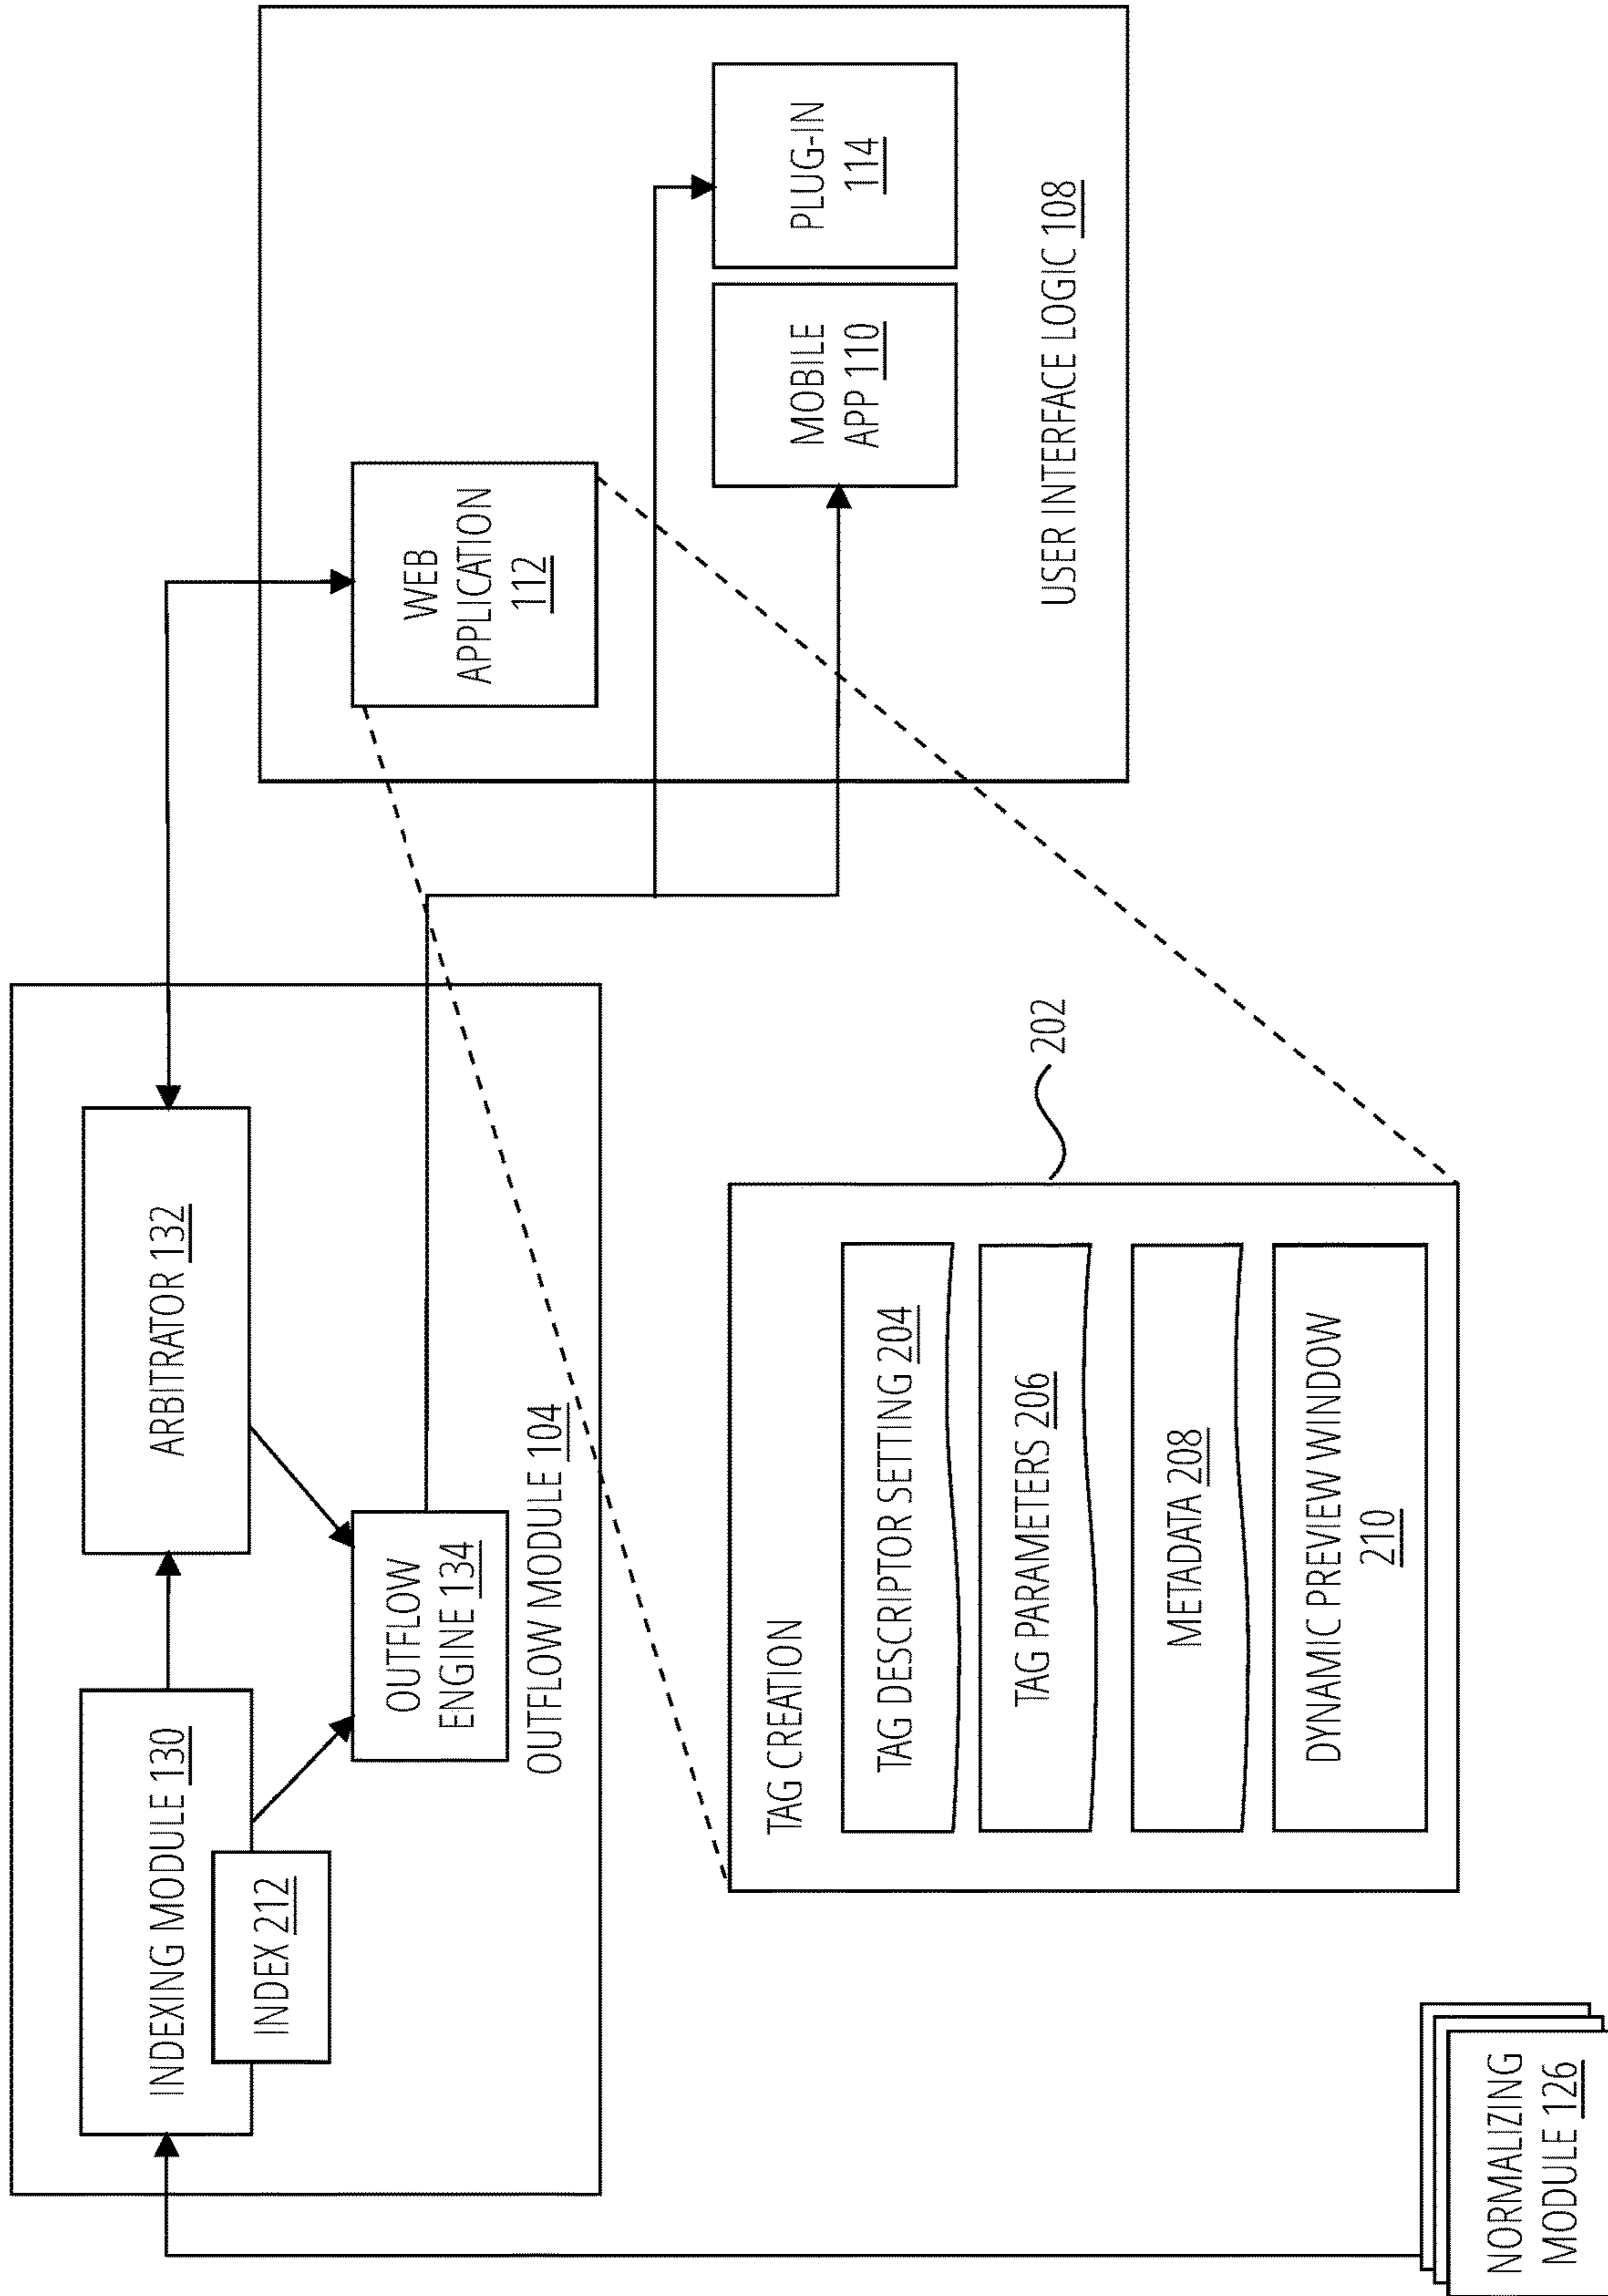 INDEXING MODULE 130
INDEX 212
ARBITRATOR 132
OUTFLOW
ENGINE 134
OUTFLOW MODULE 104
WEB
APPLICATION
112
MOBILE
APP 110
PLUG-IN
114
USER INTERFACE LOGIC 108
202
TAG CREATION
TAG DESCRIPTOR SETTING 204
TAG PARAMETERS 206
METADATA 208
DYNAMIC PREVIEW WINDOW
210
NORMALIZING
MODULE 126